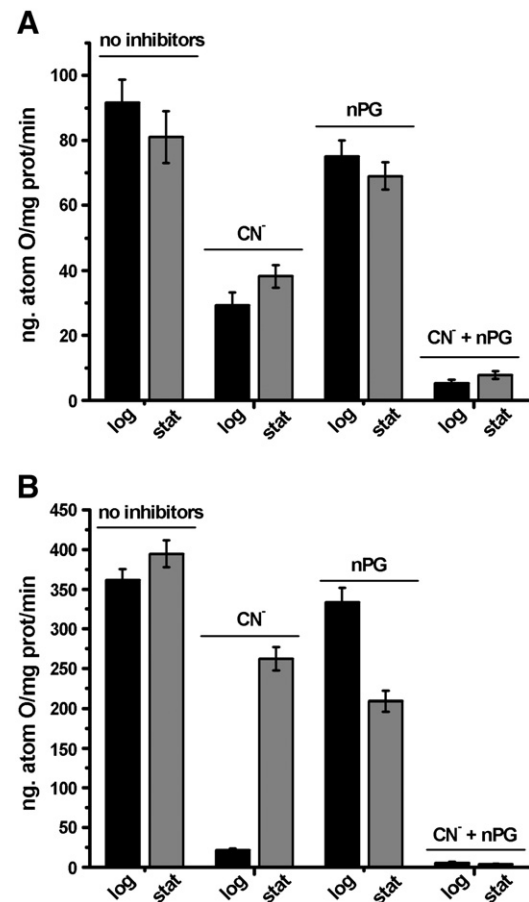 A
no inhibitors
nPG
CN⁻
CN⁻ + nPG
ng. atom O/mg prot/min
100
80
60
40
20
0
log stat log stat log stat log stat
B
no inhibitors
nPG
CN⁻
CN⁻ + nPG
ng. atom O/mg prot/min
450
400
350
300
250
200
150
100
50
0
log stat log stat log stat log stat